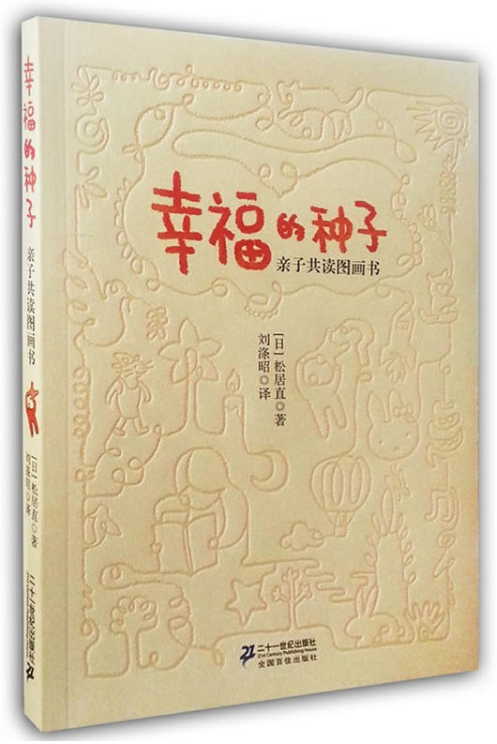 幸福的种子
亲子共读图画书
[日]松居直◎著
刘涤昭◎译
21
二十一世纪出版社
21st Century Publishing House
全国百佳出版社
幸福的种子
亲子共读图画书
[日]松居直◎著
刘涤昭◎译
二十一世纪出版社